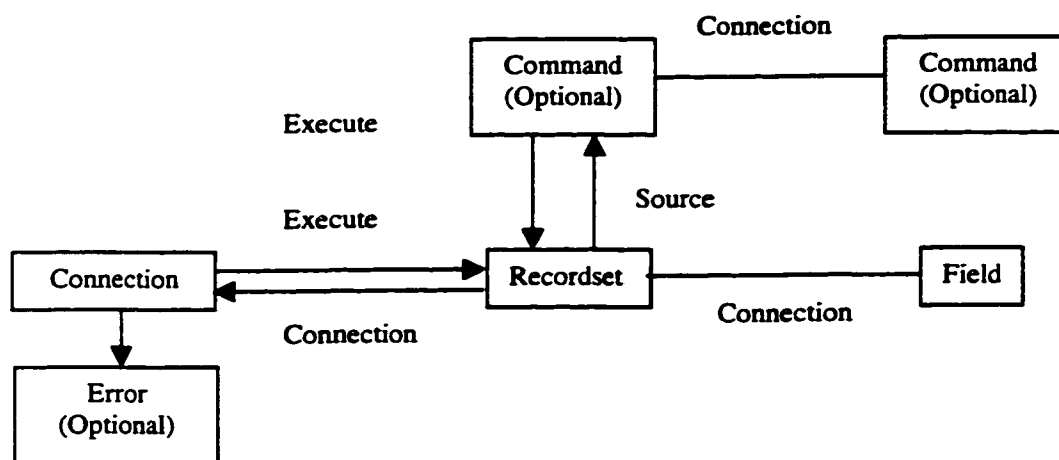 Connection
Command
(Optional)
Command
(Optional)
Execute
Source
Execute
Connection
Recordset
Field
Connection
Connection
Error
(Optional)